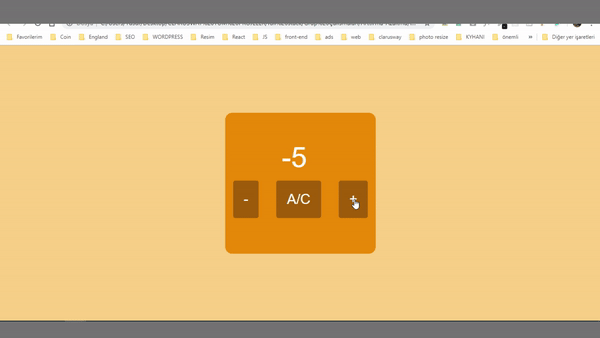 Favorilerim Coin England SEO WORDPRESS Resim React JS front-end ads web clarusway photo resize KYHANİ önemli » Diğer yer işaretleri
-5
- A/C +